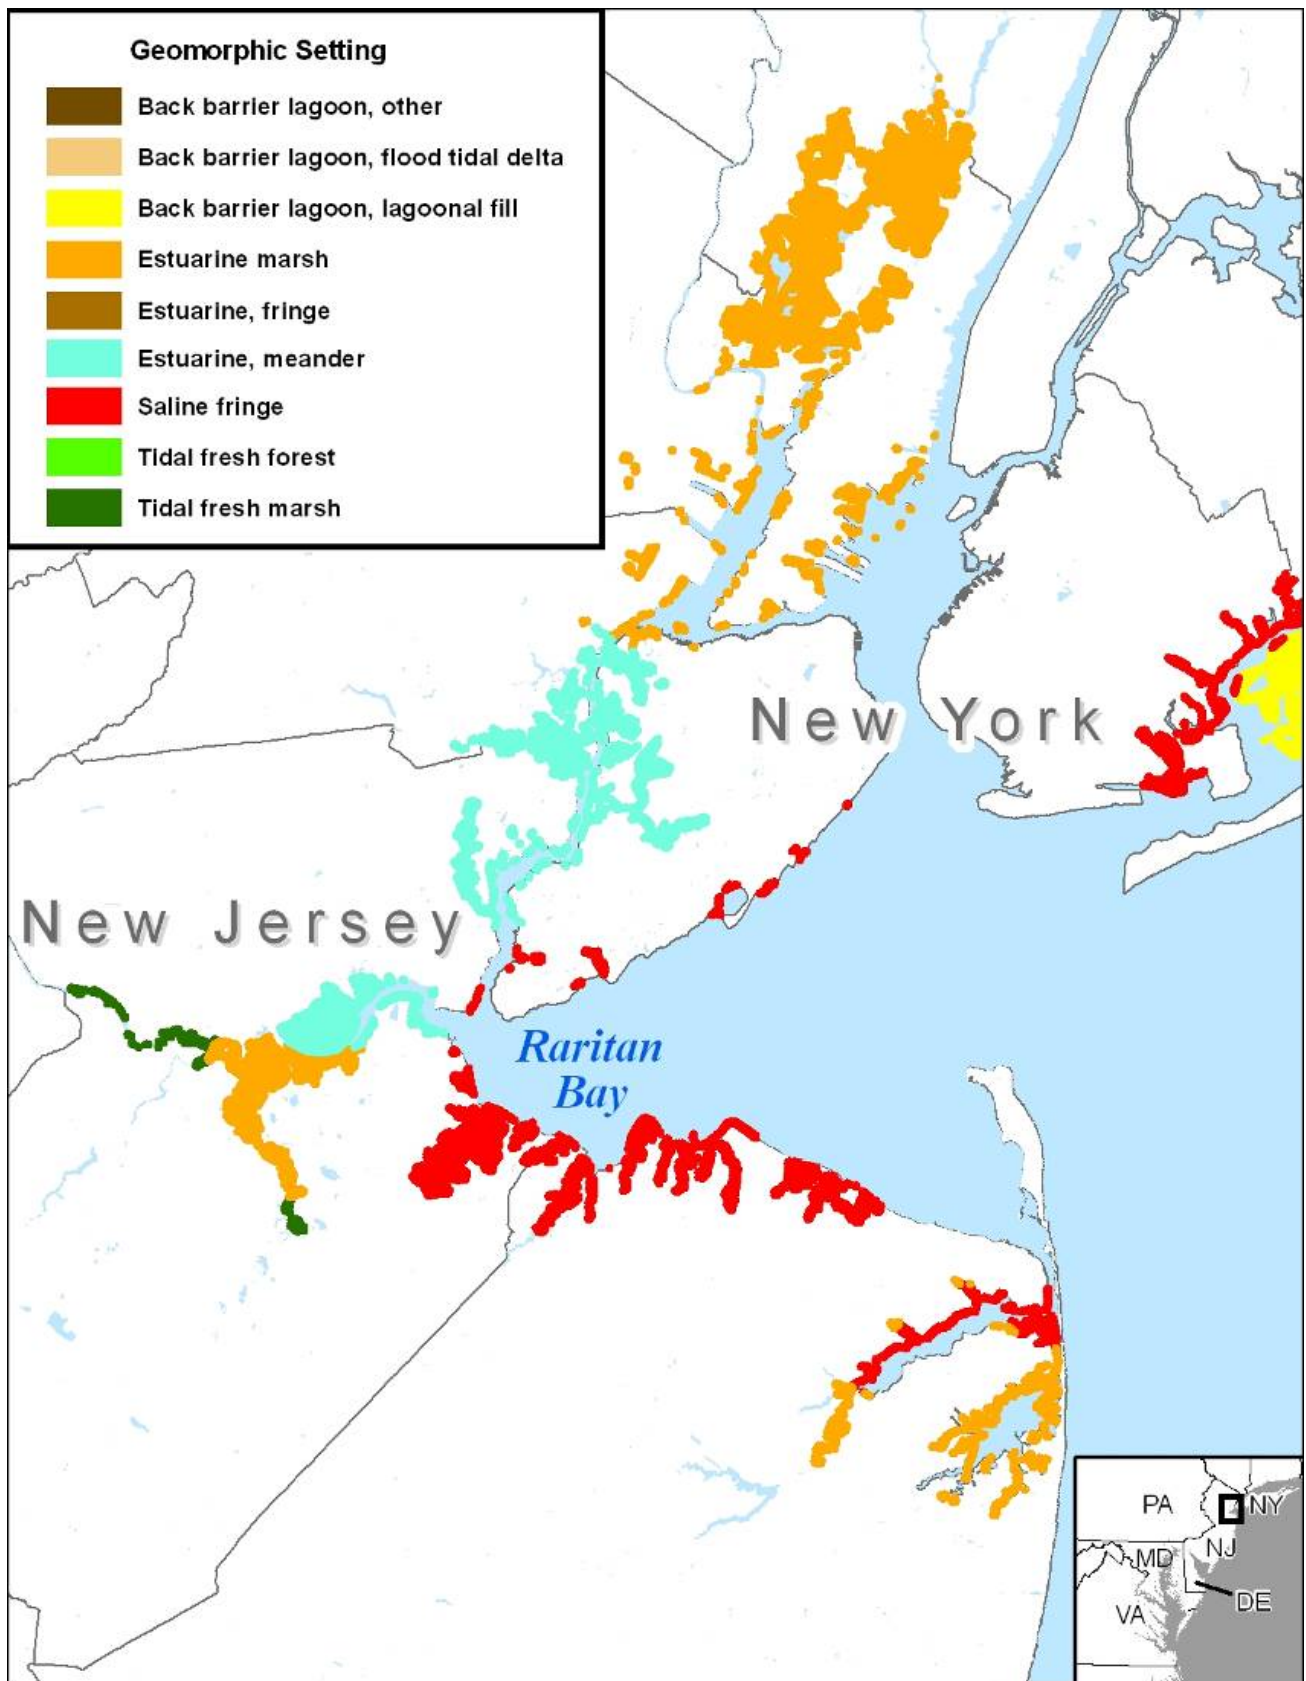 Geomorphic Setting
Back barrier lagoon, other
Back barrier lagoon, flood tidal delta
Back barrier lagoon, lagoonal fill
Estuarine marsh
Estuarine, fringe
Estuarine, meander
Saline fringe
Tidal fresh forest
Tidal fresh marsh
New York
New Jersey
Raritan
Bay
PA
NY
NJ
MD
DE
VA